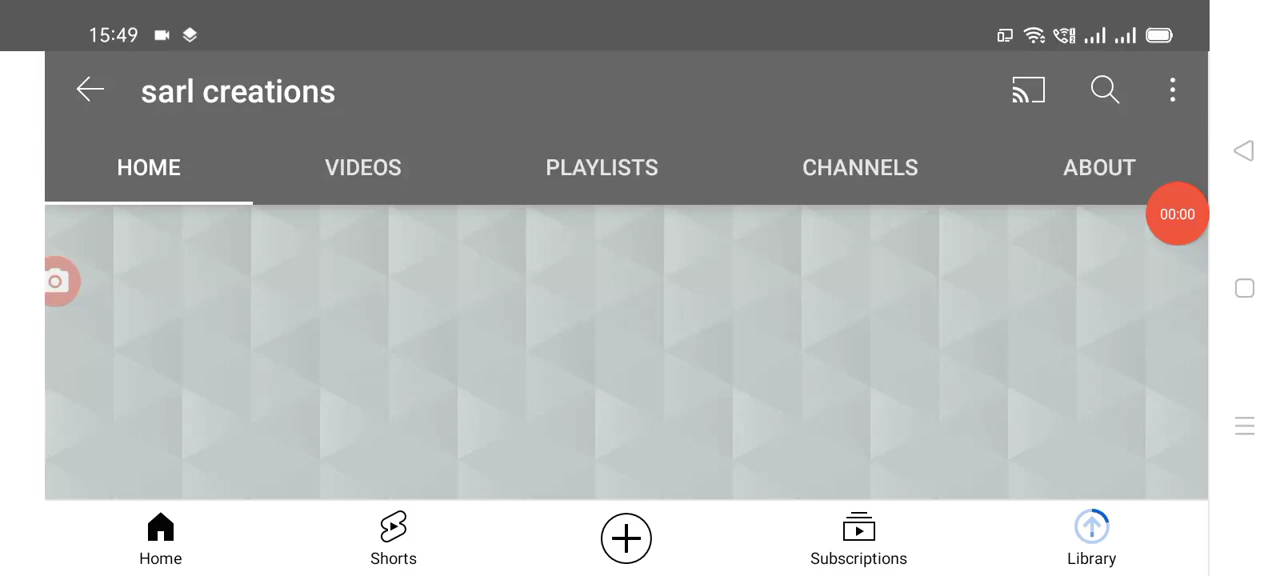 15:49
sarl creations
HOME VIDEOS PLAYLISTS CHANNELS ABOUT
00:00
Home Shorts Subscriptions Library